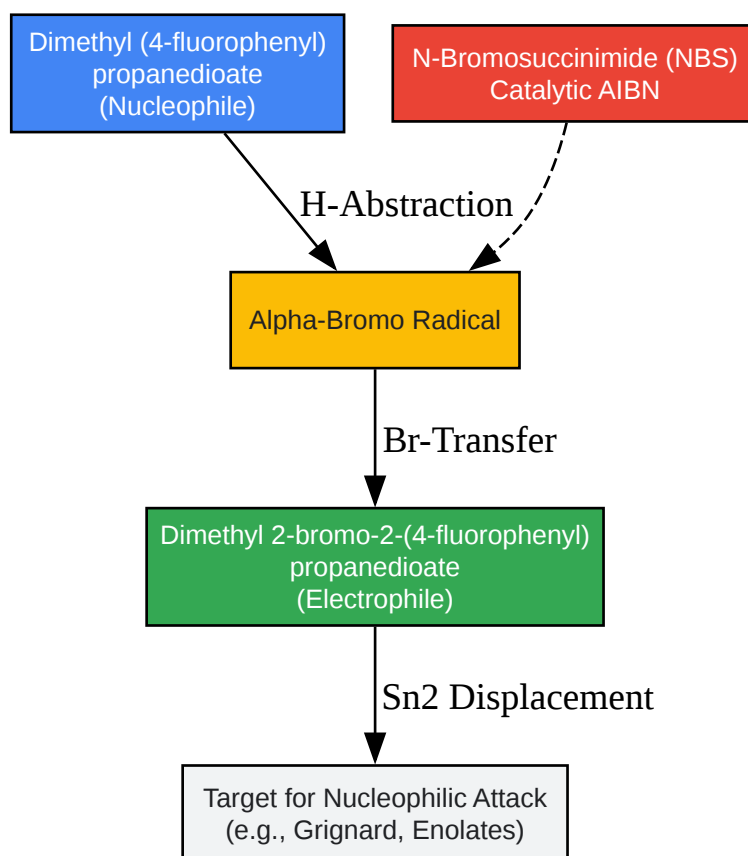 Dimethyl (4-fluorophenyl)
propanedioate
(Nucleophile)
N-Bromosuccinimide (NBS)
Catalytic AIBN
H-Abstraction
Alpha-Bromo Radical
Br-Transfer
Dimethyl 2-bromo-2-(4-fluorophenyl)
propanedioate
(Electrophile)
Sn2 Displacement
Target for Nucleophilic Attack
(e.g., Grignard, Enolates)